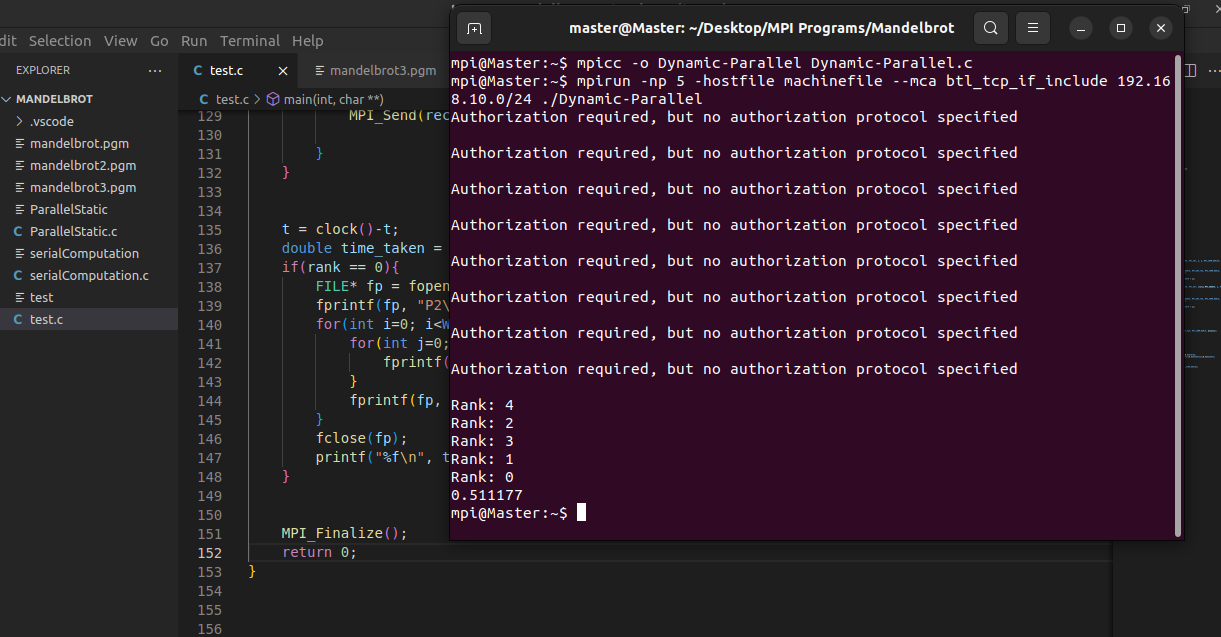 dit Selection View Go Run Terminal Help
EXPLORER ...
MANDELBROT
.vscode
mandelbrot.pgm
mandelbrot2.pgm
mandelbrot3.pgm
ParallelStatic
C ParallelStatic.c
serialComputation
C serialComputation.c
test
C test.c
C test.c × mandelbrot3.pgm
C test.c > main(int, char **)
129 MPI_Send(rec
130
131 }
132 }
133
134
135 t = clock()-t;
136 double time_taken =
137 if(rank == 0){
138 FILE* fp = fopen
139 fprintf(fp, "P2\
140 for(int i=0; i<W
141 for(int j=0;
142 fprintf(
143 }
144 fprintf(fp,
145 }
146 fclose(fp);
147 printf("%f\n", t
148 }
149
150
151 MPI_Finalize();
152 return 0;
153 }
154
155
156
master@Master: ~/Desktop/MPI Programs/Mandelbrot
mpi@Master:~$ mpicc -o Dynamic-Parallel Dynamic-Parallel.c
mpi@Master:~$ mpirun -np 5 -hostfile machinefile --mca btl_tcp_if_include 192.16
8.10.0/24 ./Dynamic-Parallel
Authorization required, but no authorization protocol specified
Authorization required, but no authorization protocol specified
Authorization required, but no authorization protocol specified
Authorization required, but no authorization protocol specified
Authorization required, but no authorization protocol specified
Authorization required, but no authorization protocol specified
Authorization required, but no authorization protocol specified
Authorization required, but no authorization protocol specified
Rank: 4
Rank: 2
Rank: 3
Rank: 1
Rank: 0
0.511177
mpi@Master:~$